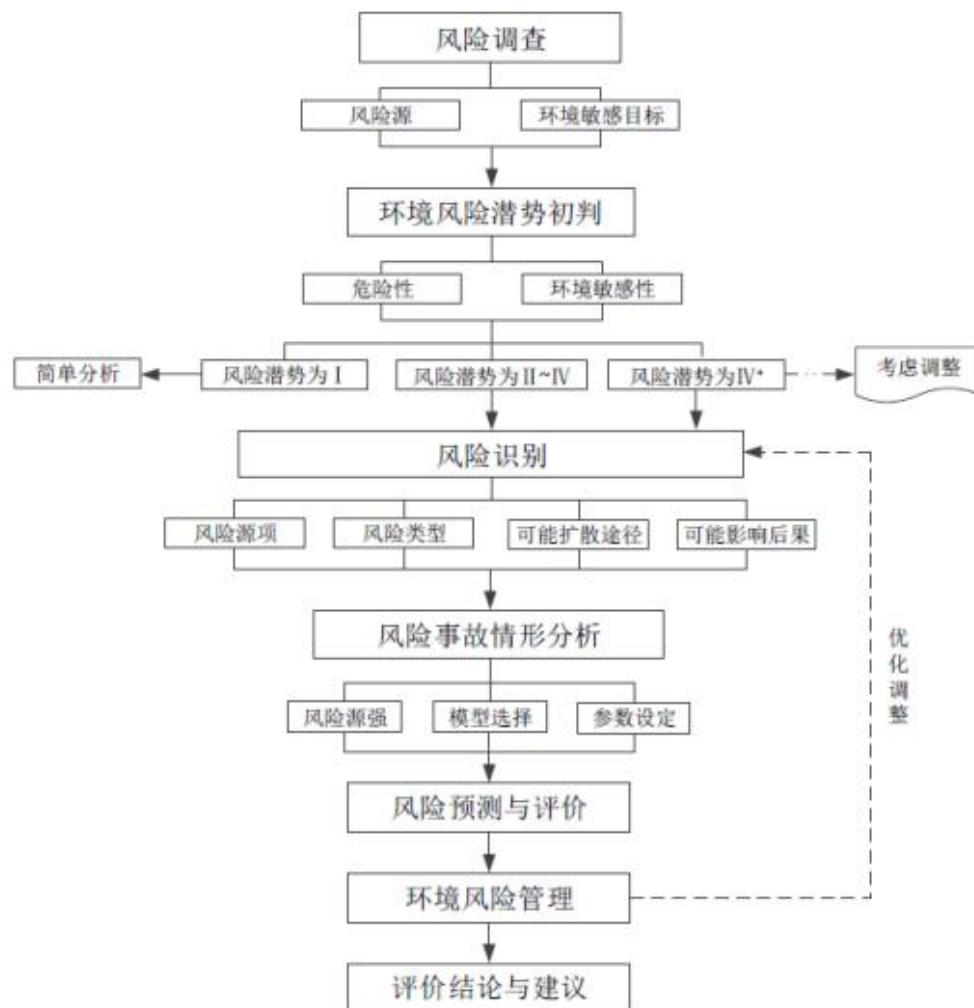 风险调查
风险源
环境敏感目标
环境风险潜势初判
危险性
环境敏感性
简单分析
风险潜势为Ⅰ
风险潜势为Ⅱ~Ⅳ
风险潜势为Ⅳ⁺
考虑调整
风险识别
风险源项
风险类型
可能扩散途径
可能影响后果
风险事故情形分析
优化调整
风险源强
模型选择
参数设定
风险预测与评价
环境风险管理
评价结论与建议